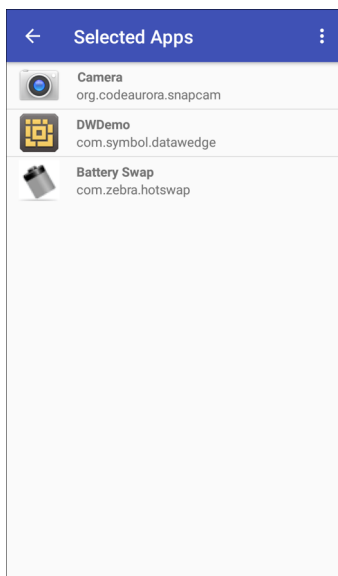 Selected Apps
Camera
org.codeaurora.snapcam
DWDemo
com.symbol.datawedge
Battery Swap
com.zebra.hotswap